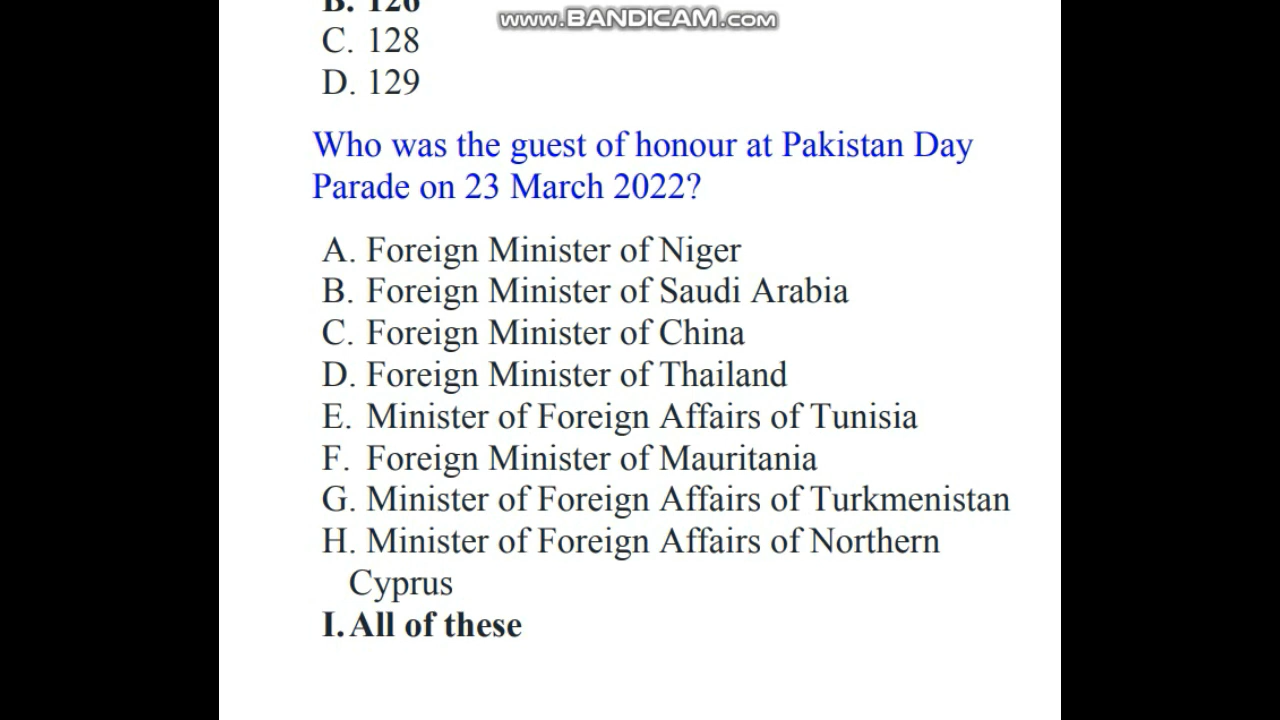 B. 126
www.BANDICAM.com
C. 128
D. 129
Who was the guest of honour at Pakistan Day
Parade on 23 March 2022?
A. Foreign Minister of Niger
B. Foreign Minister of Saudi Arabia
C. Foreign Minister of China
D. Foreign Minister of Thailand
E. Minister of Foreign Affairs of Tunisia
F. Foreign Minister of Mauritania
G. Minister of Foreign Affairs of Turkmenistan
H. Minister of Foreign Affairs of Northern
Cyprus
I. All of these